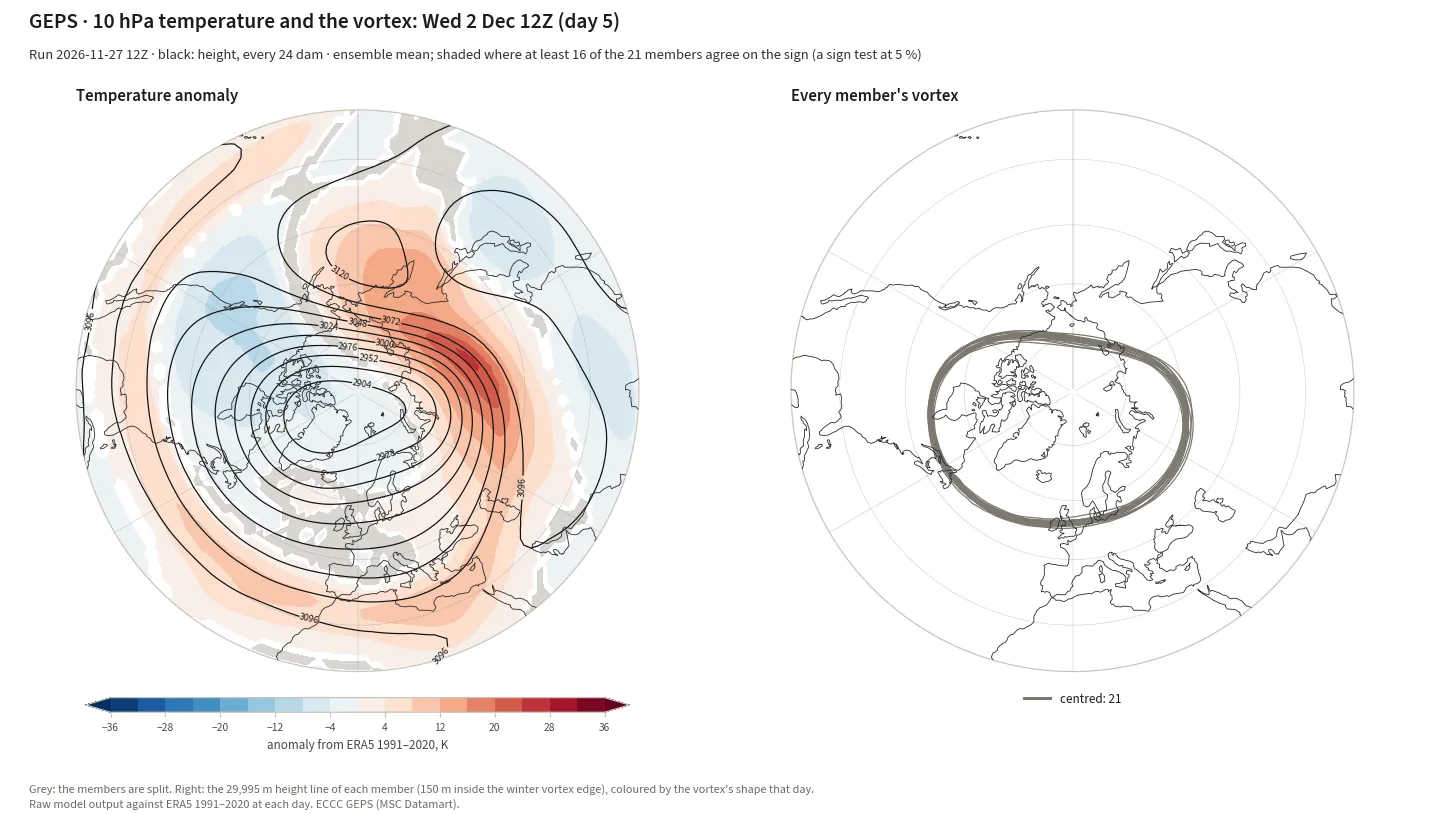 GEPS · 10 hPa temperature and the vortex: Wed 2 Dec 12Z (day 5)
Run 2026-11-27 12Z · black: height, every 24 dam · ensemble mean; shaded where at least 16 of the 21 members agree on the sign (a sign test at 5 %)
Temperature anomaly
Every member's vortex
3120
3096
3024
3048
3072
2976
3000
2952
2904
2928
3096
3096
3096
centred: 21
−36
−28
−20
−12
−4
4
12
20
28
36
anomaly from ERA5 1991–2020, K
Grey: the members are split. Right: the 29,995 m height line of each member (150 m inside the winter vortex edge), coloured by the vortex's shape that day.
Raw model output against ERA5 1991–2020 at each day. ECCC GEPS (MSC Datamart).